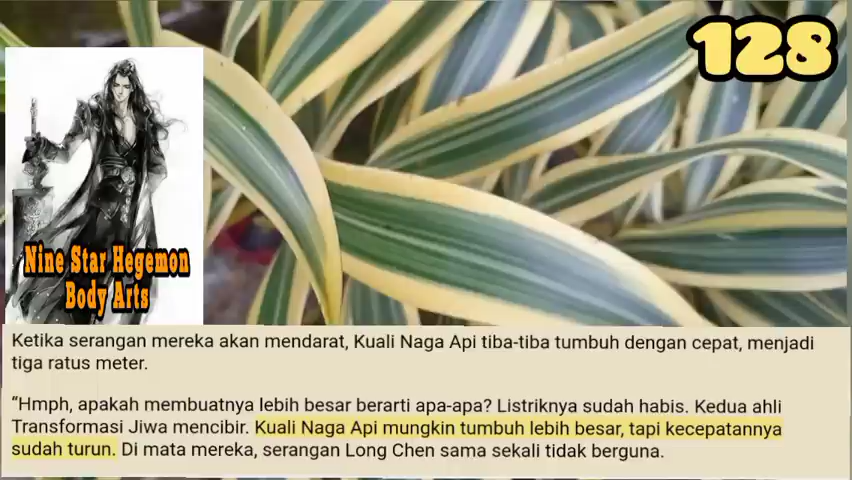 128
Nine Star Hegemon
Body Arts
Ketika serangan mereka akan mendarat, Kuali Naga Api tiba-tiba tumbuh dengan cepat, menjadi
tiga ratus meter.
“Hmph, apakah membuatnya lebih besar berarti apa-apa? Listriknya sudah habis. Kedua ahli
Transformasi Jiwa mencibir. Kuali Naga Api mungkin tumbuh lebih besar, tapi kecepatannya
sudah turun. Di mata mereka, serangan Long Chen sama sekali tidak berguna.